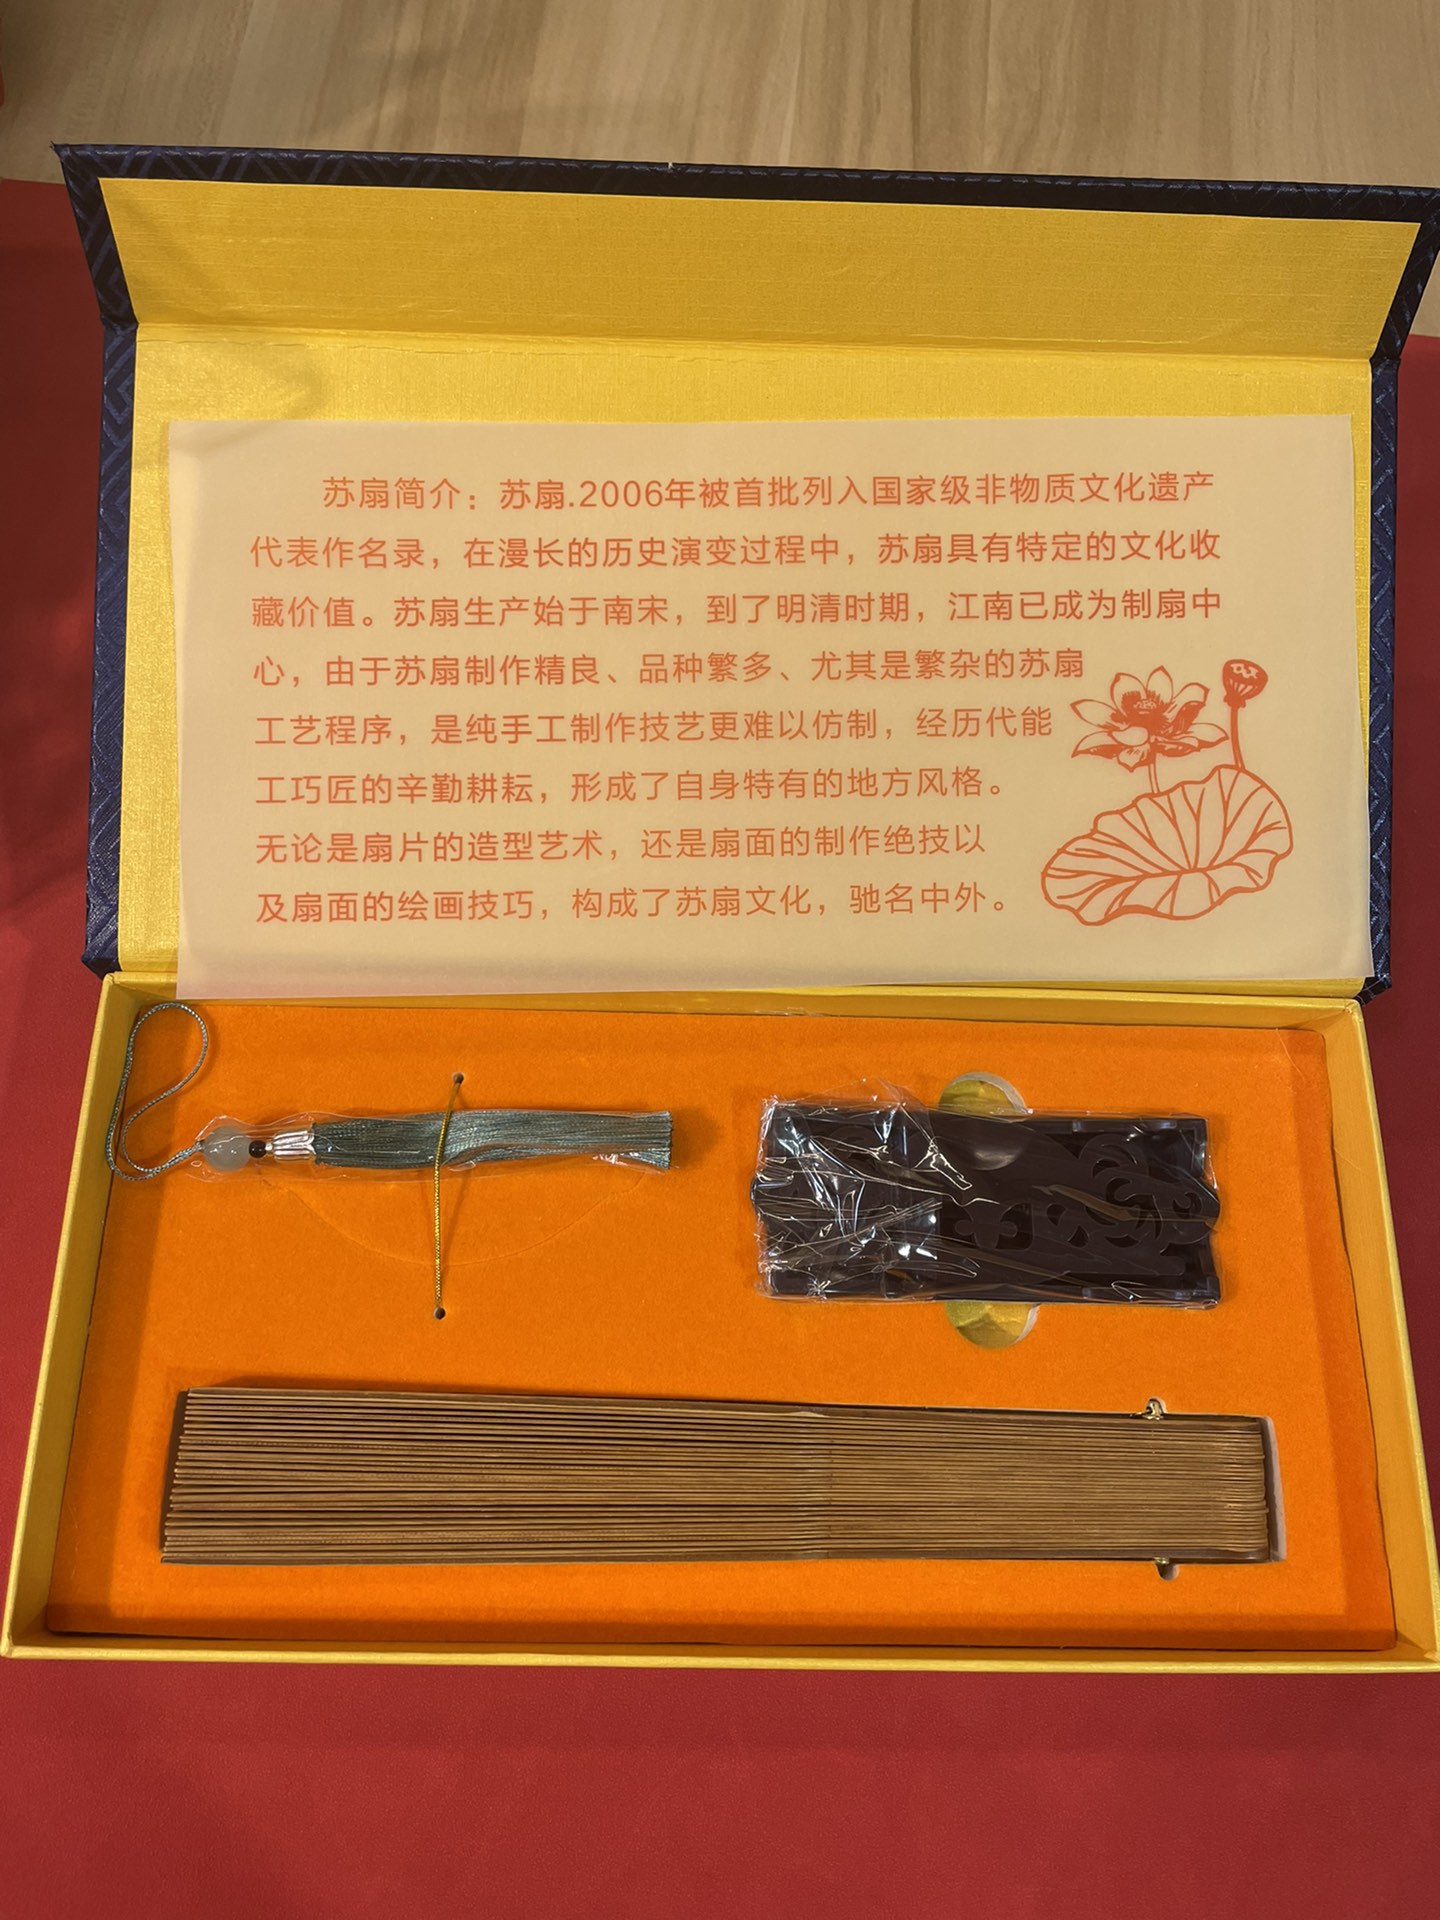 苏扇简介：苏扇.2006年被首批列入国家级非物质文化遗产
代表作名录，在漫长的历史演变过程中，苏扇具有特定的文化收
藏价值。苏扇生产始于南宋，到了明清时期，江南已成为制扇中
心，由于苏扇制作精良、品种繁多、尤其是繁杂的苏扇
工艺程序，是纯手工制作技艺更难以仿制，经历代能
工巧匠的辛勤耕耘，形成了自身特有的地方风格。
无论是扇片的造型艺术，还是扇面的制作绝技以
及扇面的绘画技巧，构成了苏扇文化，驰名中外。